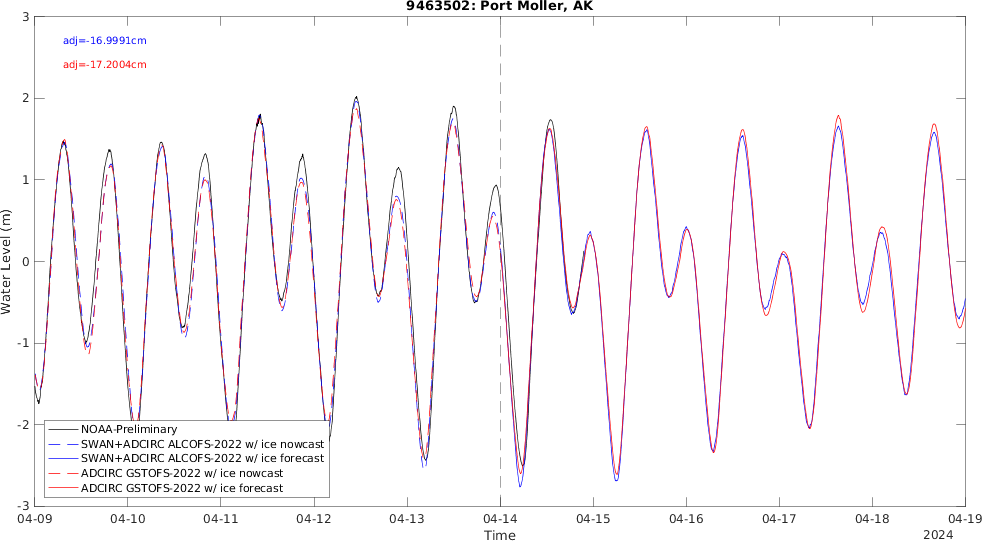 9463502: Port Moller, AK
adj=-16.9991cm
adj=-17.2004cm
3
2
1
0
-1
-2
-3
Water Level (m)
NOAA-Preliminary
SWAN+ADCIRC ALCOFS-2022 w/ ice nowcast
SWAN+ADCIRC ALCOFS-2022 w/ ice forecast
ADCIRC GSTOFS-2022 w/ ice nowcast
ADCIRC GSTOFS-2022 w/ ice forecast
04-09 04-10 04-11 04-12 04-13 04-14 04-15 04-16 04-17 04-18 04-19
Time
2024